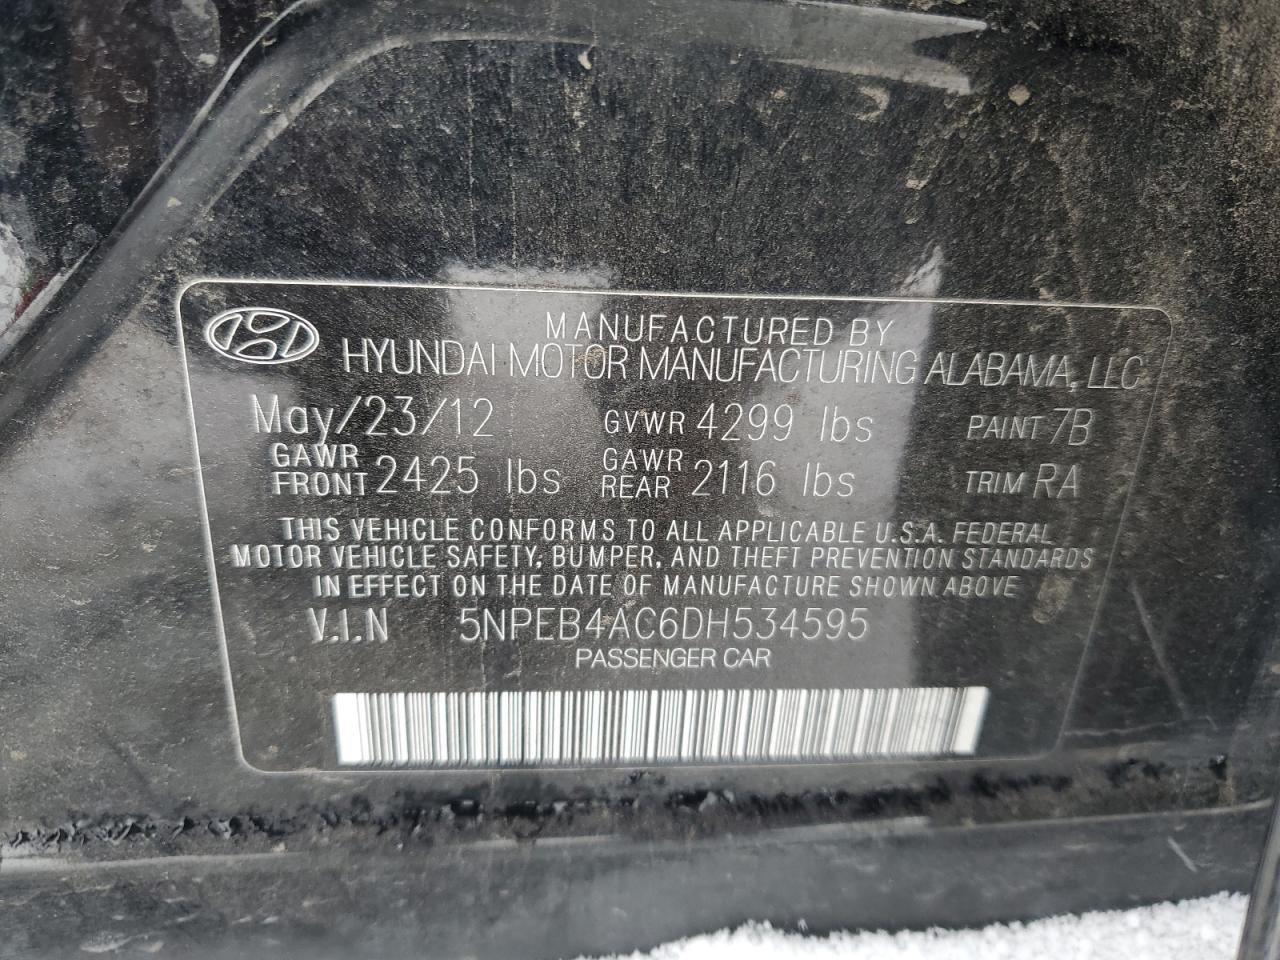 MANUFACTURED BY
HYUNDAI MOTOR MANUFACTURING ALABAMA, LLC
May/23/12 GVWR 4299 lbs PAINT 7B
GAWR FRONT 2425 lbs GAWR REAR 2116 lbs TRIM RA
THIS VEHICLE CONFORMS TO ALL APPLICABLE U.S.A. FEDERAL
MOTOR VEHICLE SAFETY, BUMPER, AND THEFT PREVENTION STANDARDS
IN EFFECT ON THE DATE OF MANUFACTURE SHOWN ABOVE
V.I.N 5NPEB4AC6DH534595
PASSENGER CAR